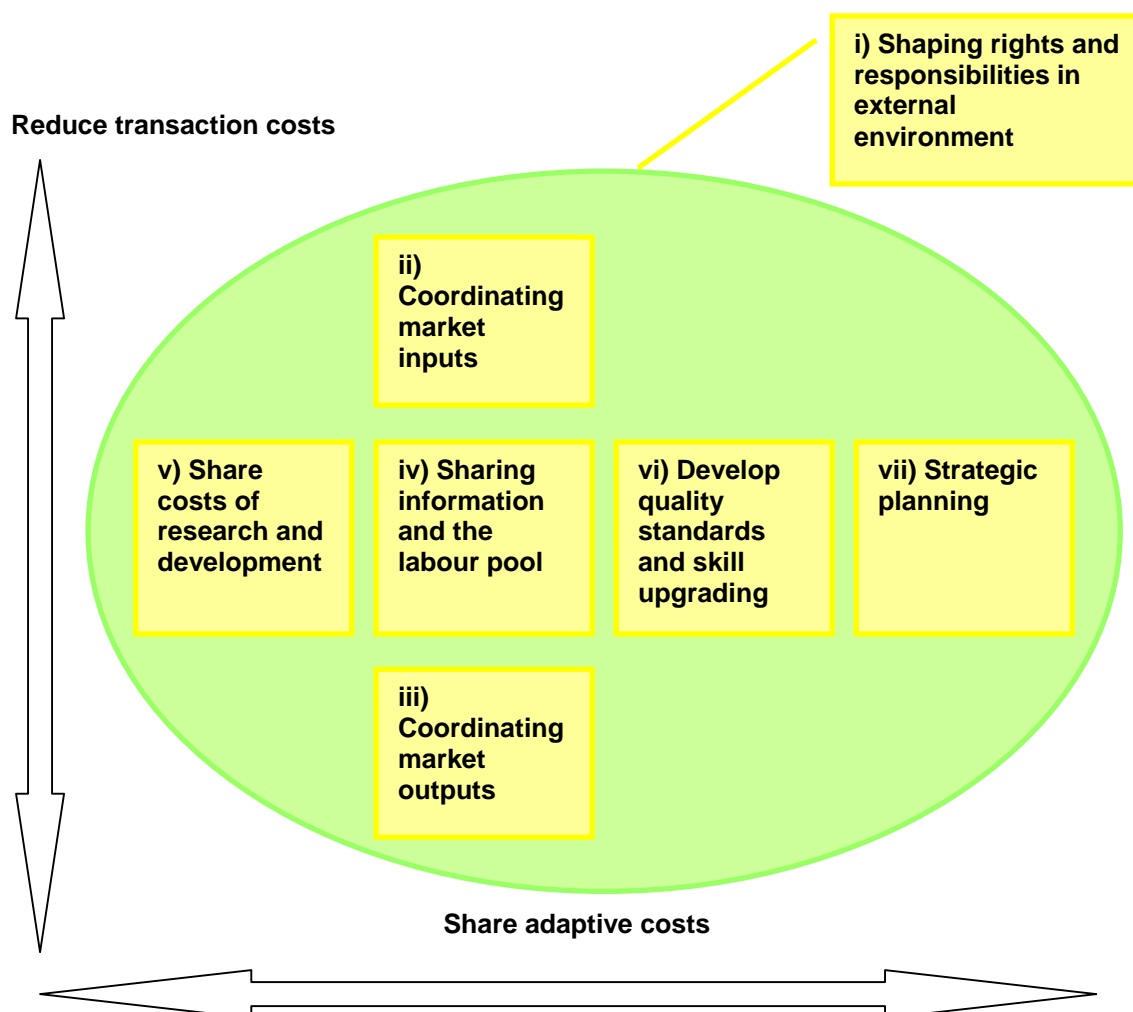 i) Shaping rights and
responsibilities in
external
environment
Reduce transaction costs
ii)
Coordinating
market
inputs
v) Share
costs of
research and
development
iv) Sharing
information
and the
labour pool
vi) Develop
quality
standards
and skill
upgrading
vii) Strategic
planning
iii)
Coordinating
market
outputs
Share adaptive costs